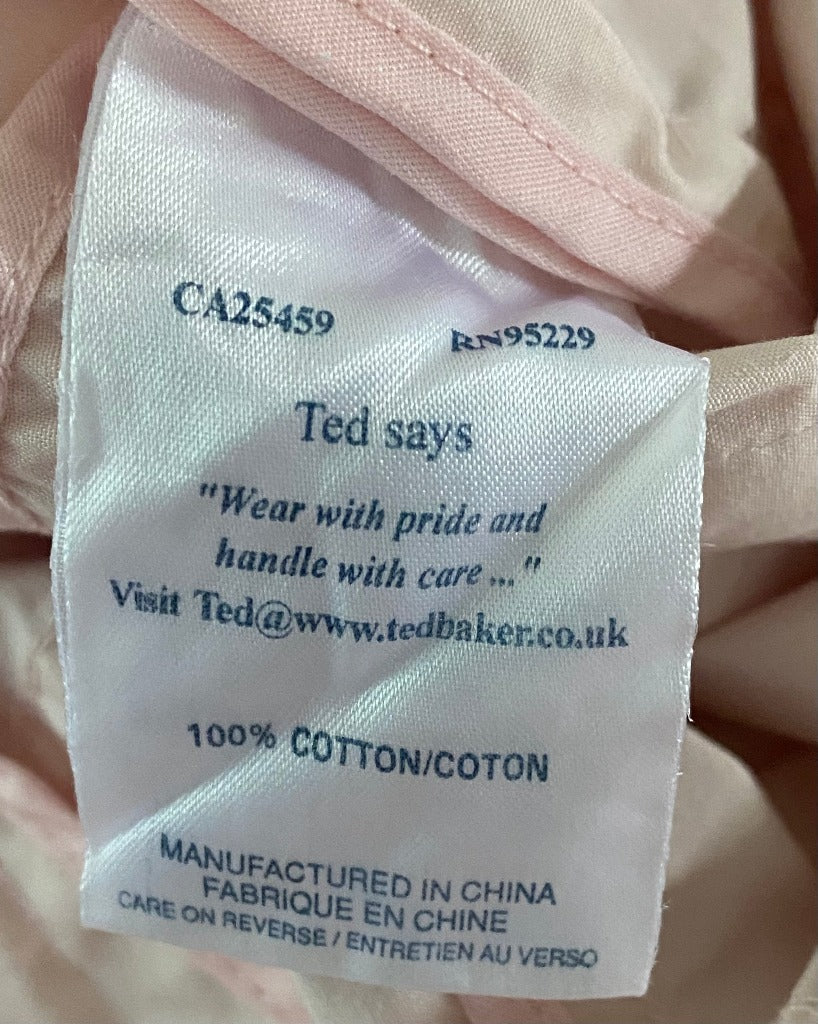 CA25459 RN95229
Ted says
"Wear with pride and
handle with care ..."
Visit Ted@www.tedbaker.co.uk
100% COTTON/COTON
MANUFACTURED IN CHINA
FABRIQUE EN CHINE
CARE ON REVERSE / ENTRETIEN AU VERSO